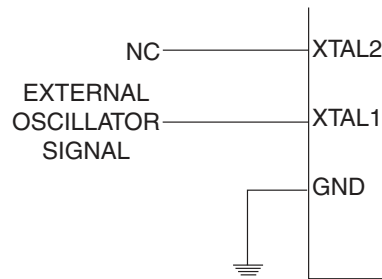 NC
XTAL2
EXTERNAL
OSCILLATOR
SIGNAL
XTAL1
GND